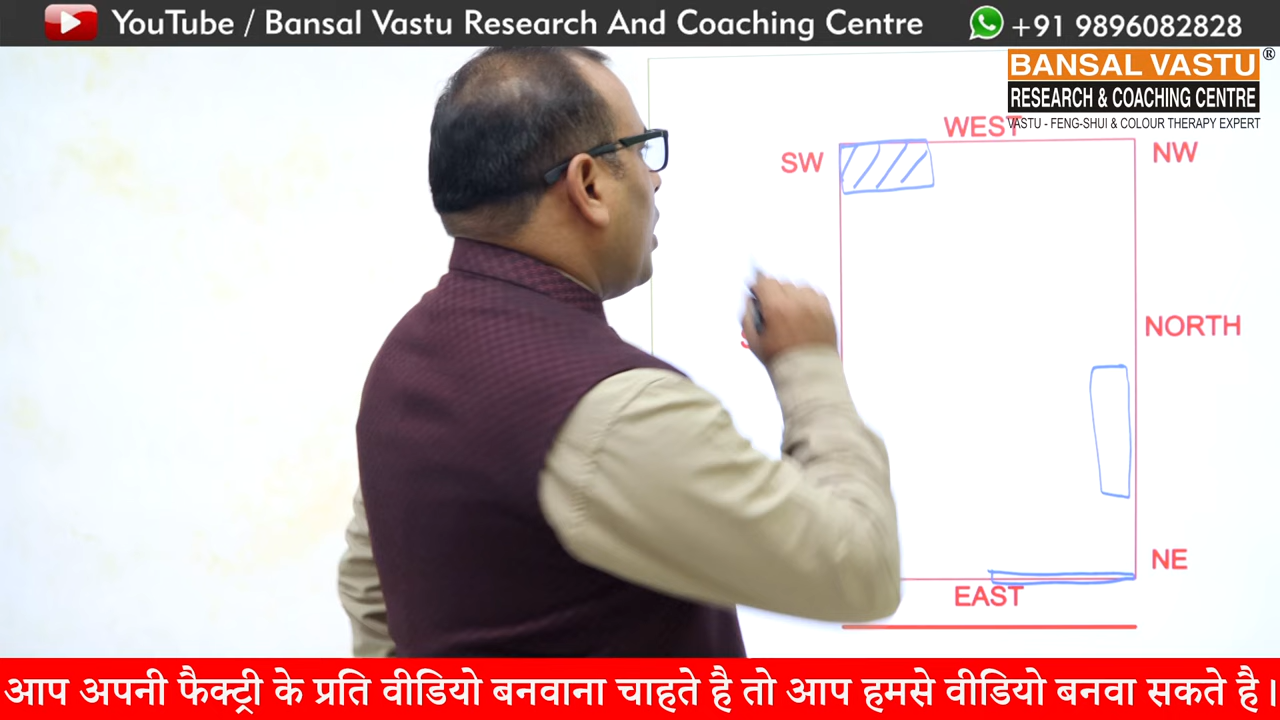 YouTube / Bansal Vastu Research And Coaching Centre
+91 9896082828
BANSAL VASTU®
RESEARCH & COACHING CENTRE
VASTU - FENG-SHUI & COLOUR THERAPY EXPERT
WEST
SW
NW
NORTH
NE
EAST
आप अपनी फैक्ट्री के प्रति वीडियो बनवाना चाहते है तो आप हमसे वीडियो बनवा सकते है।